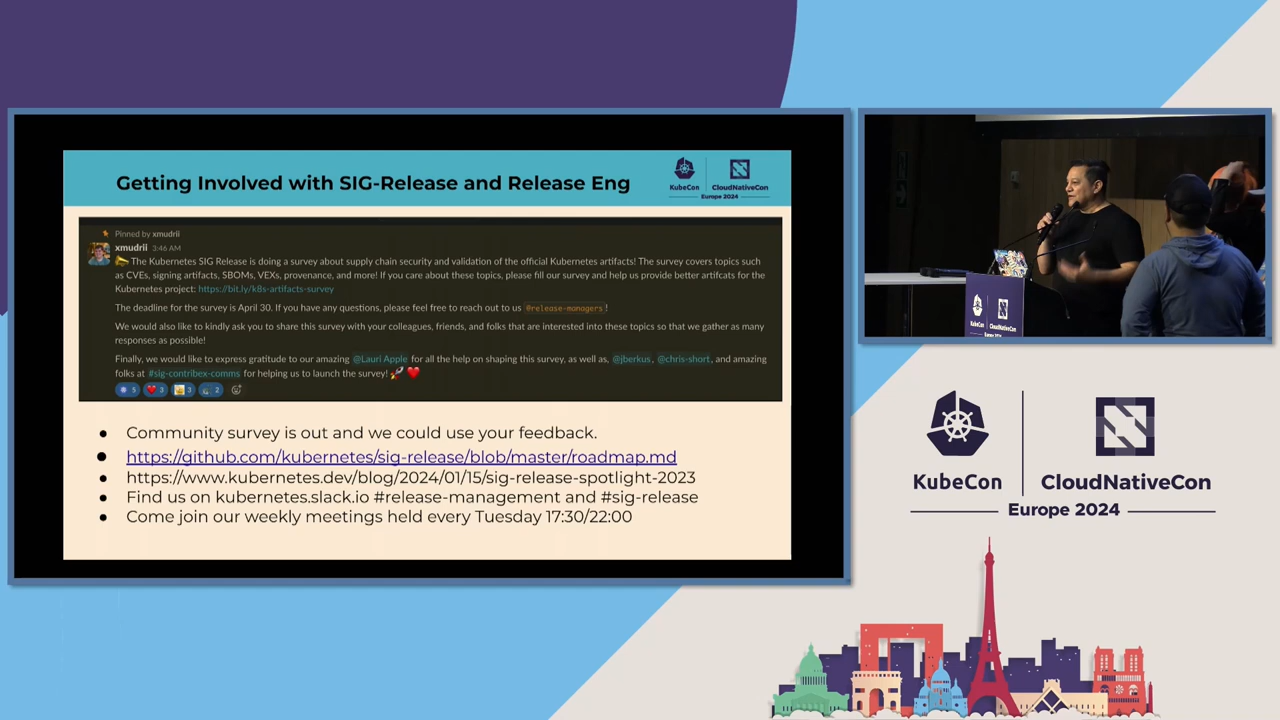 Getting Involved with SIG-Release and Release Eng
KubeCon
CloudNativeCon
Europe 2024
Pinned by xmudrii
xmudrii 3:46 AM
The Kubernetes SIG Release is doing a survey about supply chain security and validation of the official Kubernetes artifacts! The survey covers topics such
as CVEs, signing artifacts, SBOMs, VEXs, provenance, and more! If you care about these topics, please fill our survey and help us provide better artifcats for the
Kubernetes project: https://bit.ly/k8s-artifacts-survey
The deadline for the survey is April 30. If you have any questions, please feel free to reach out to us @release-managers!
We would also like to kindly ask you to share this survey with your colleagues, friends, and folks that are interested into these topics so that we gather as many
responses as possible!
Finally, we would like to express gratitude to our amazing @Lauri Apple for all the help on shaping this survey, as well as, @jberkus, @chris-short, and amazing
folks at #sig-contribex-comms for helping us to launch the survey!
5 3 3 2
• Community survey is out and we could use your feedback.
• https://github.com/kubernetes/sig-release/blob/master/roadmap.md
• https://www.kubernetes.dev/blog/2024/01/15/sig-release-spotlight-2023
• Find us on kubernetes.slack.io #release-management and #sig-release
• Come join our weekly meetings held every Tuesday 17:30/22:00
KubeCon
CloudNativeCon
Europe 2024